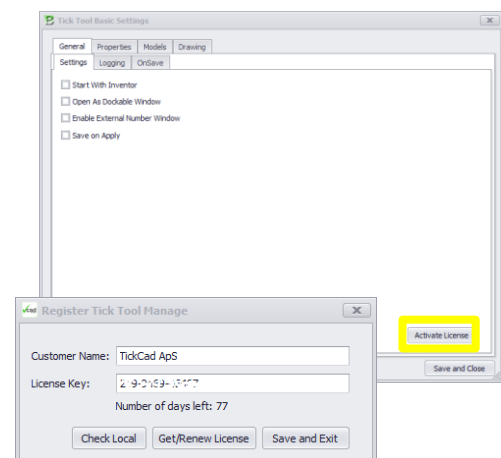 Tick Tool Basic Settings
General Properties Models Drawing
Settings Logging OnSave
Start With Inventor
Open As Dockable Window
Enable External Number Window
Save on Apply
Activate License
Save and Close
Register Tick Tool Manage
Customer Name: TickCad ApS
License Key:
Number of days left: 77
Check Local Get/Renew License Save and Exit